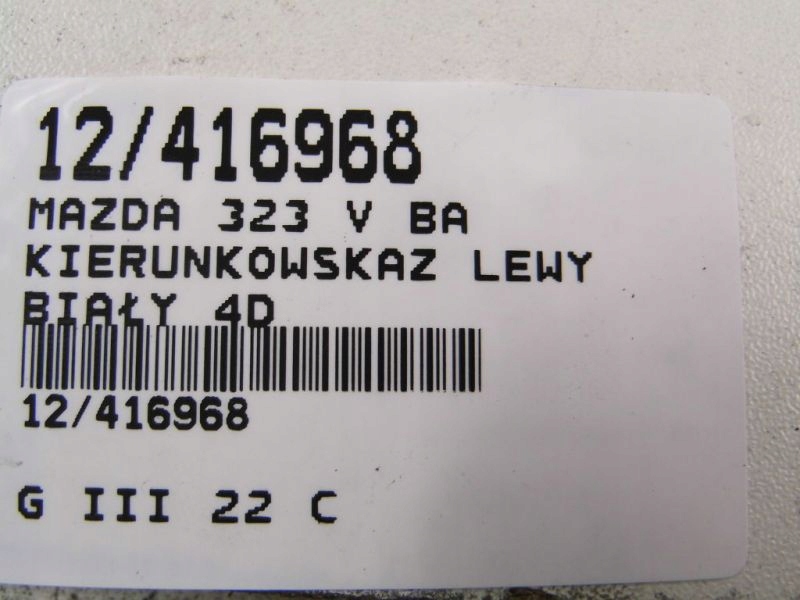 12/416968
MAZDA 323 V BA
KIERUNKOWSKAZ LEWY
BIAŁY 4D
12/416968
G III 22 C